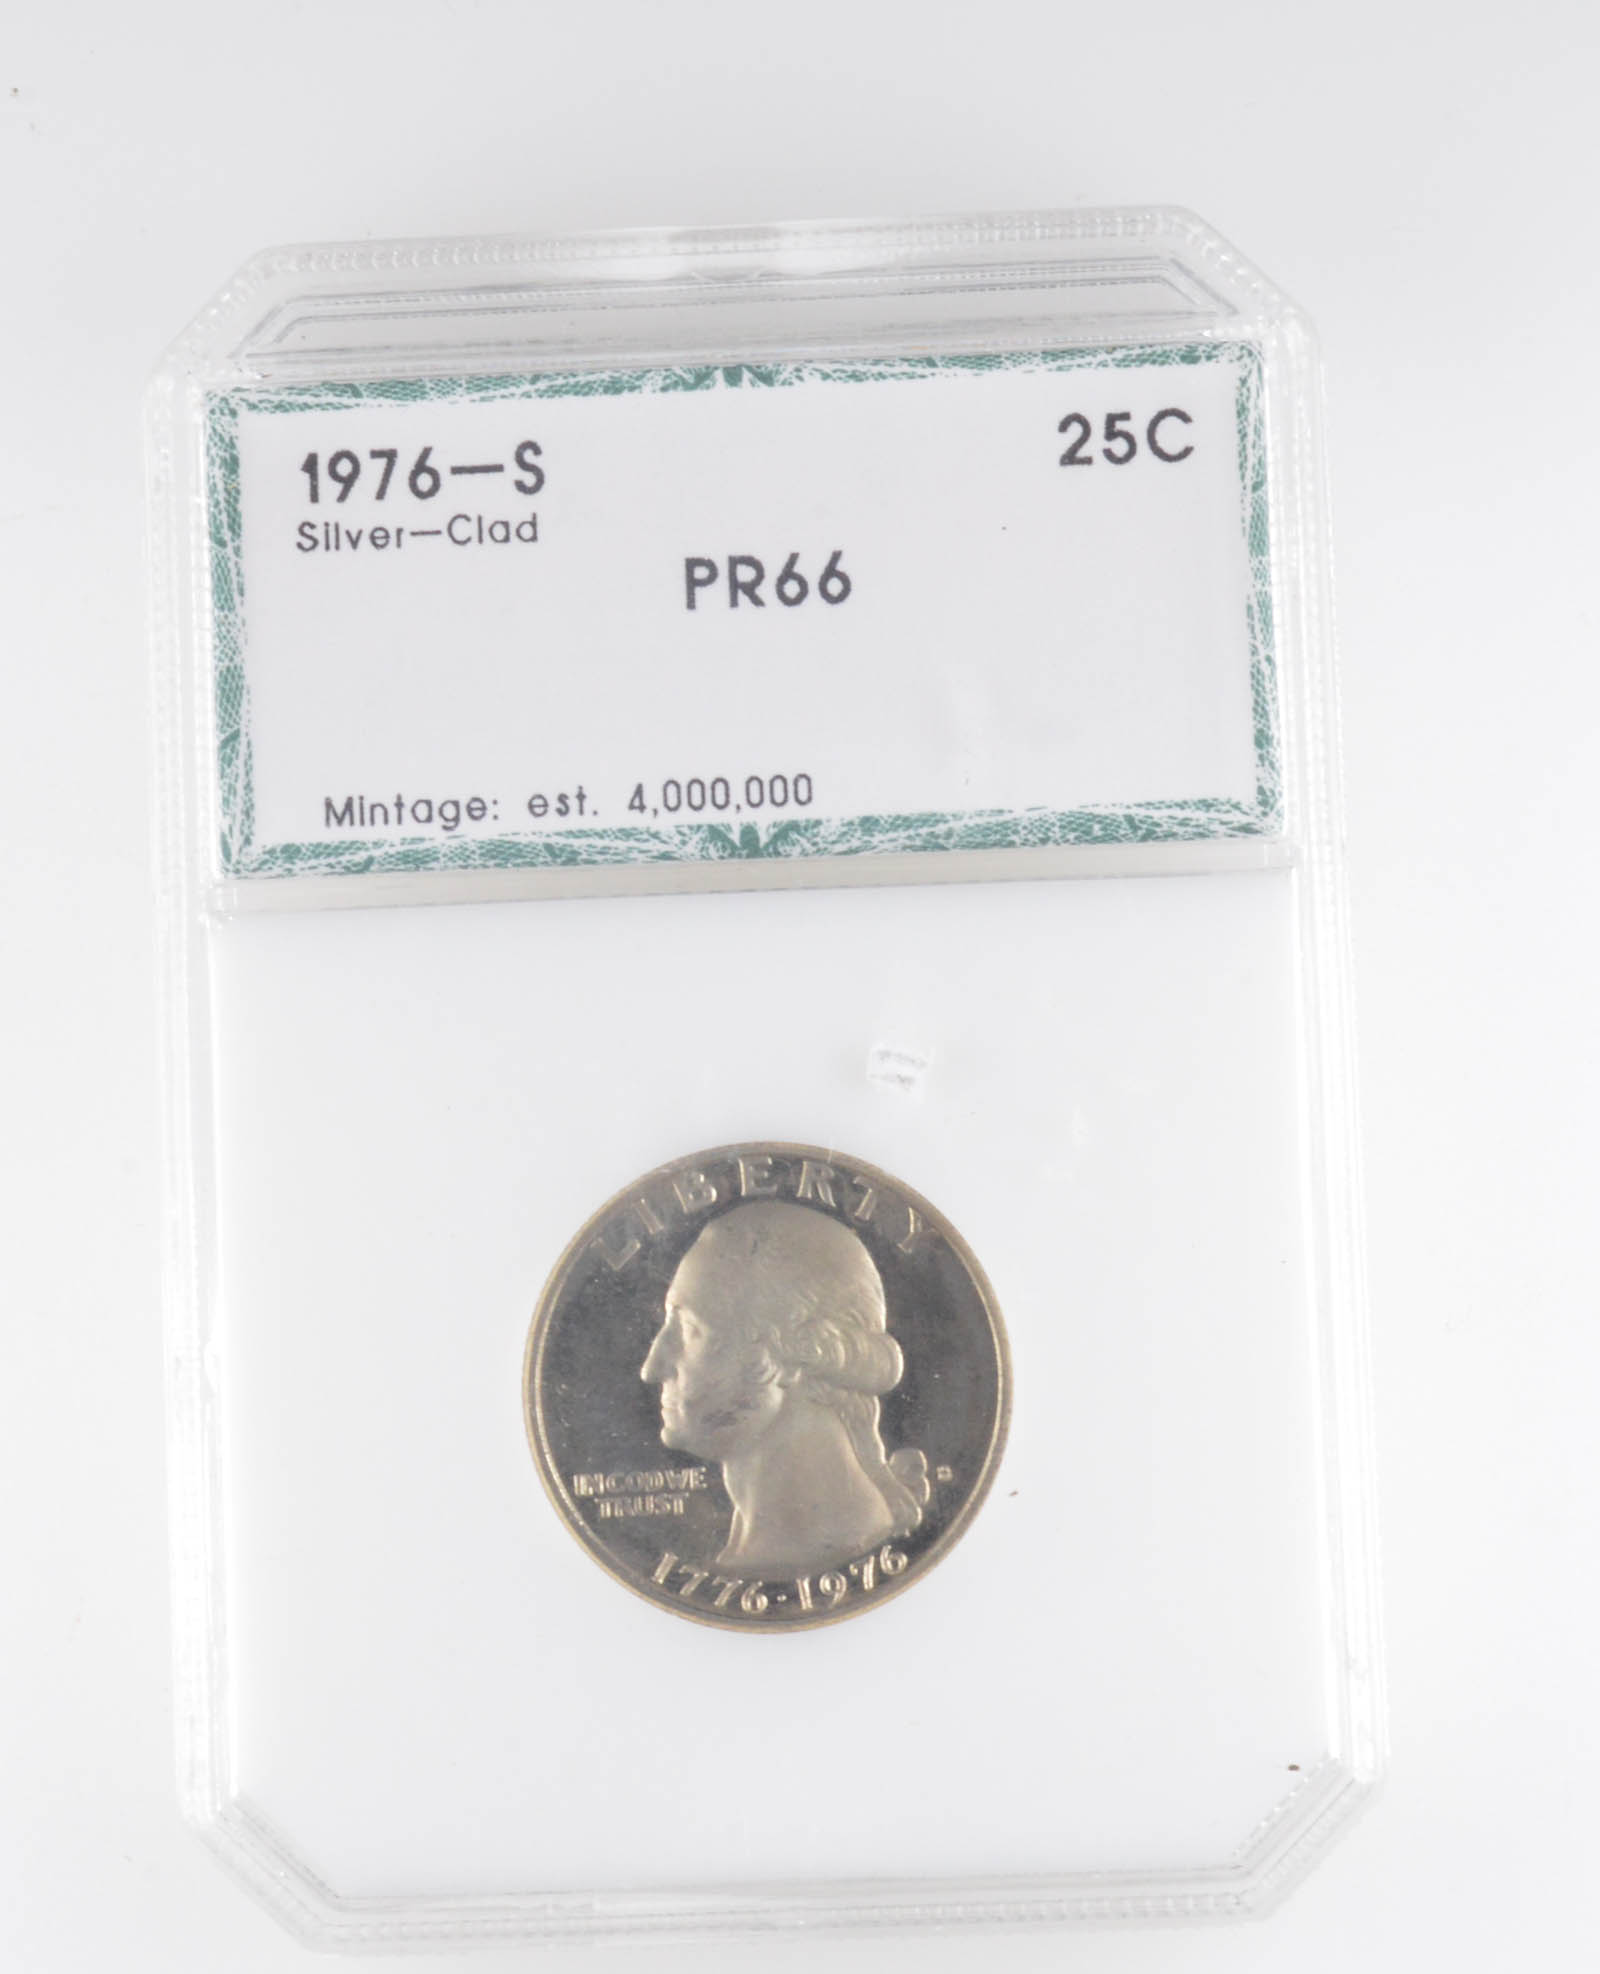 1976–S
25C
Silver–Clad
PR66
Mintage: est. 4,000,000
LIBERTY
IN GOD WE
TRUST
1776·1976